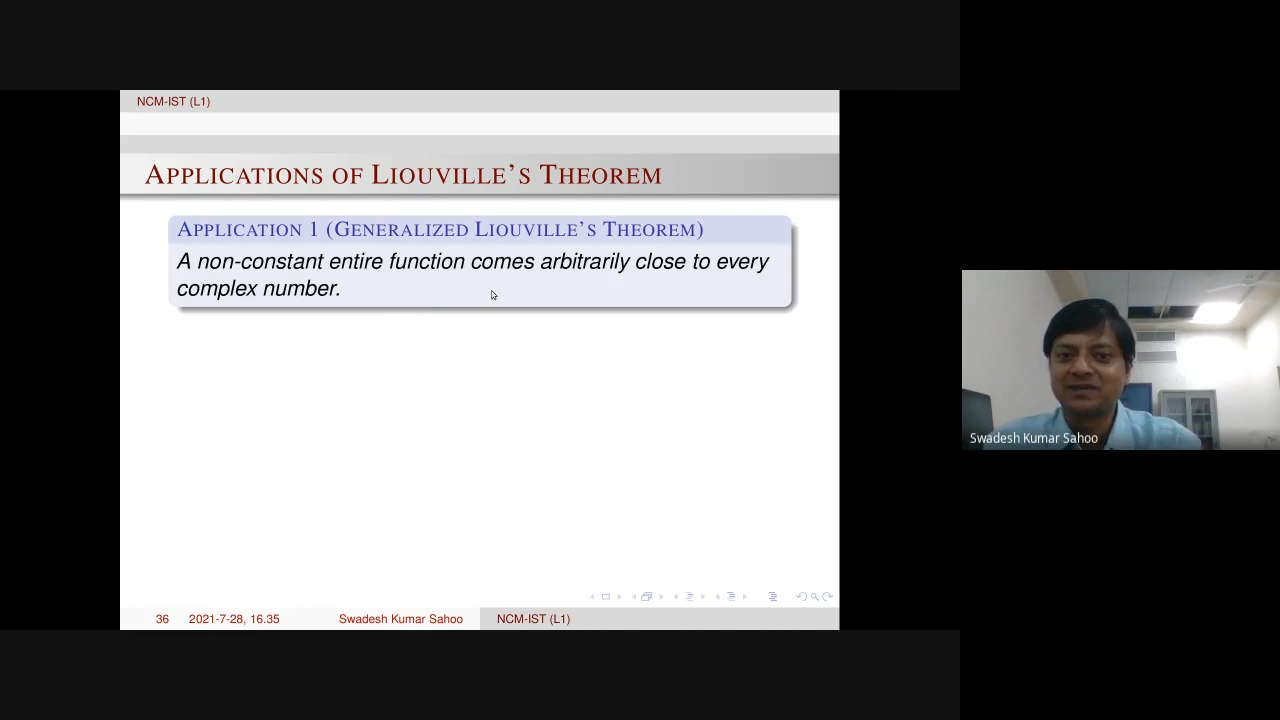 NCM-IST (L1)
APPLICATIONS OF LIOUVILLE'S THEOREM
APPLICATION 1 (GENERALIZED LIOUVILLE'S THEOREM)
A non-constant entire function comes arbitrarily close to every
complex number.
Swadesh Kumar Sahoo
36 2021-7-28, 16.35 Swadesh Kumar Sahoo NCM-IST (L1)